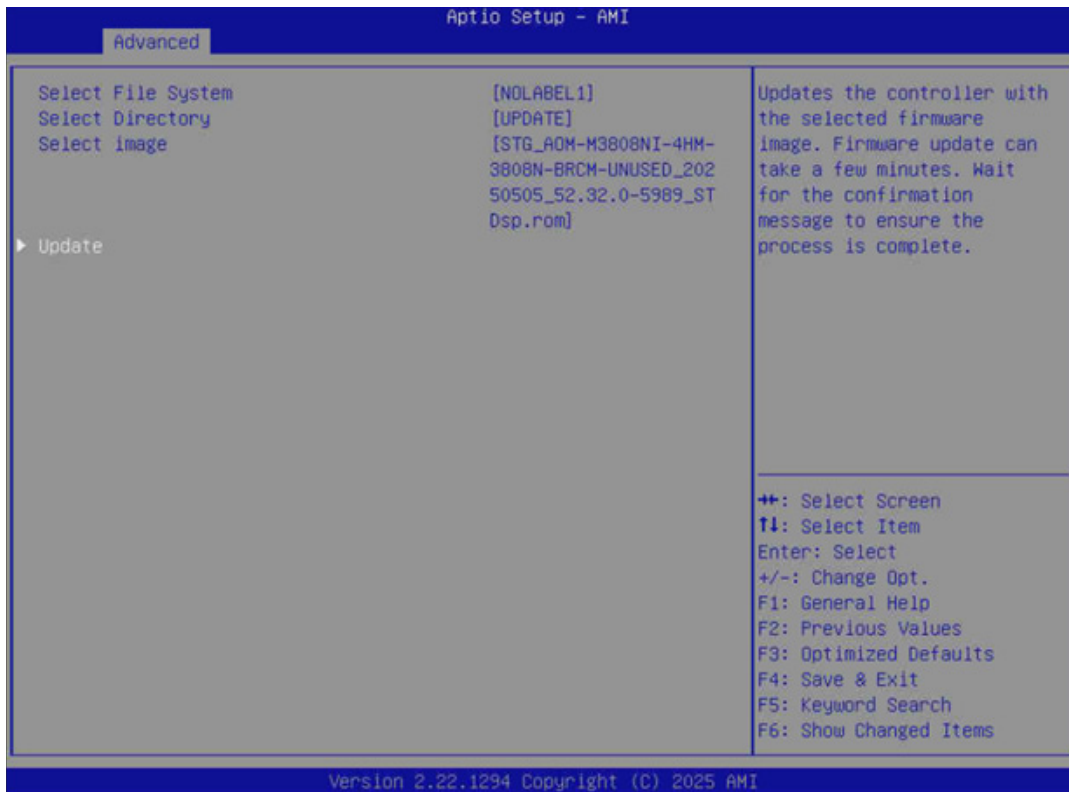 Aptio Setup - AMI
Advanced
Select File System [NOLABEL1]
Select Directory [UPDATE]
Select image [STG_AOM-M3808NI-4HM-
3808N-BRCM-UNUSED_202
50505_52.32.0-5989_ST
Dsp.rom]
▶ Update
Updates the controller with
the selected firmware
image. Firmware update can
take a few minutes. Wait
for the confirmation
message to ensure the
process is complete.
→←: Select Screen
↑↓: Select Item
Enter: Select
+/-: Change Opt.
F1: General Help
F2: Previous Values
F3: Optimized Defaults
F4: Save & Exit
F5: Keyword Search
F6: Show Changed Items
Version 2.22.1294 Copyright (C) 2025 AMI